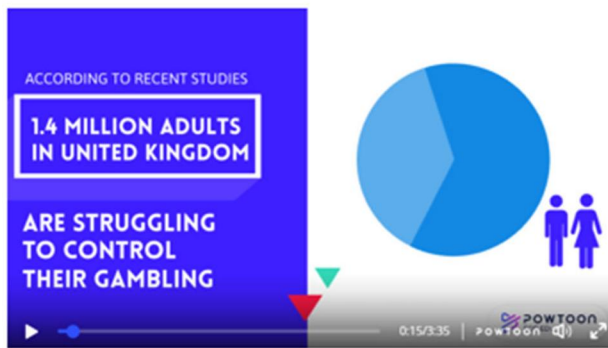 ACCORDING TO RECENT STUDIES
1.4 MILLION ADULTS
IN UNITED KINGDOM
ARE STRUGGLING
TO CONTROL
THEIR GAMBLING
POWTOON
0:15/3:35
POWTOON